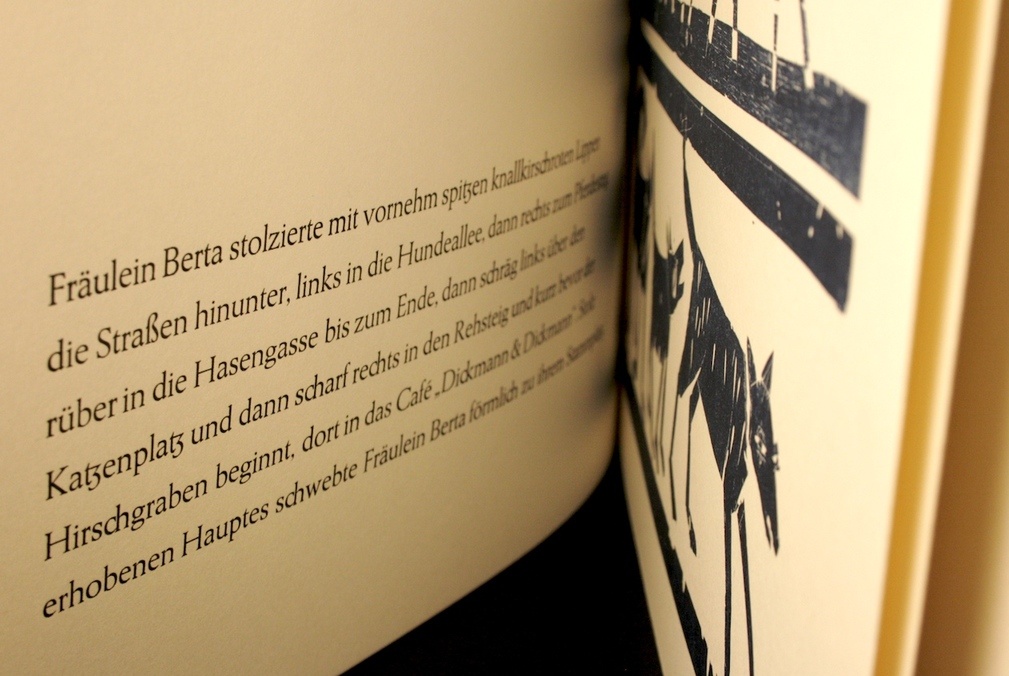 Fräulein Berta stolzierte mit vornehm spitzen knallkirschroten Lippen
die Straßen hinunter, links in die Hundeallee, dann rechts zum
rüber in die Hasengasse bis zum Ende, dann schräg links über den
Katzenplatz und dann scharf rechts in den Rehsteig und kurz bevor der
Hirschgraben beginnt, dort in das Café „Dickmann & Dickmann“. Stolz
erhobenen Hauptes schwebte Fräulein Berta förmlich zu ihrem Stammplatz